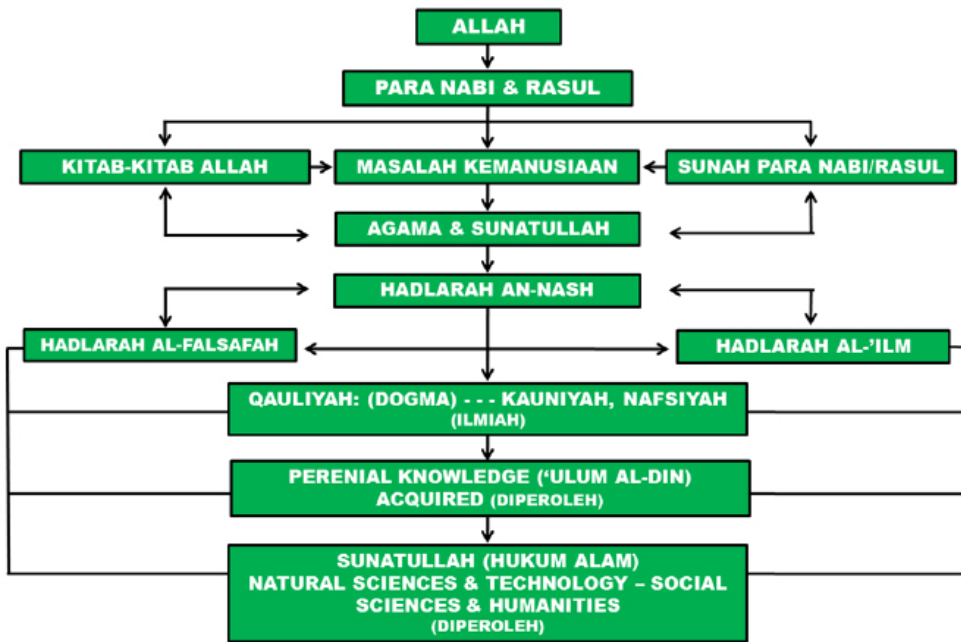 ALLAH
PARA NABI & RASUL
KITAB-KITAB ALLAH
MASALAH KEMANUSIAAN
SUNAH PARA NABI/RASUL
AGAMA & SUNATULLAH
HADLARAH AN-NASH
HADLARAH AL-FALSAFAH
HADLARAH AL-'ILM
QAULIYAH: (DOGMA) - - - KAUNIYAH, NAFSIYAH
(ILMIAH)
PERENIAL KNOWLEDGE (‘ULUM AL-DIN)
ACQUIRED (DIPEROLEH)
SUNATULLAH (HUKUM ALAM)
NATURAL SCIENCES & TECHNOLOGY – SOCIAL
SCIENCES & HUMANITIES
(DIPEROLEH)